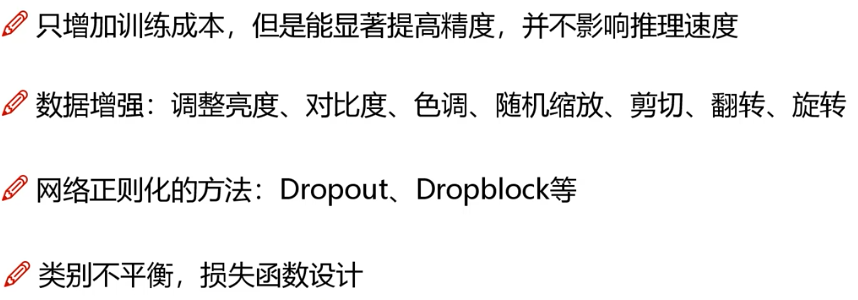 只增加训练成本，但是能显著提高精度，并不影响推理速度
数据增强：调整亮度、对比度、色调、随机缩放、剪切、翻转、旋转
网络正则化的方法：Dropout、Dropblock等
类别不平衡，损失函数设计